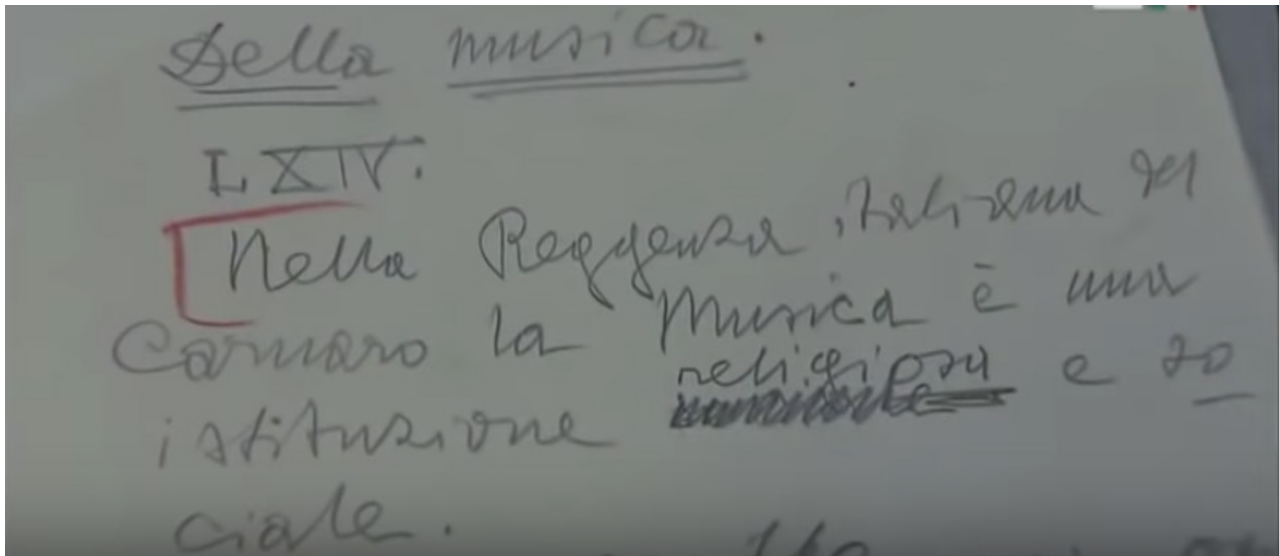 Della musica.
LXIV.
Nella Reggenza italiana del
Carnaro la Musica è una
religiosa e so
istituzione
ciale.